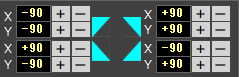 X -90 + − X +90 + −
Y -90 + − Y -90 + −
X -90 + − X +90 + −
Y +90 + − Y +90 + −